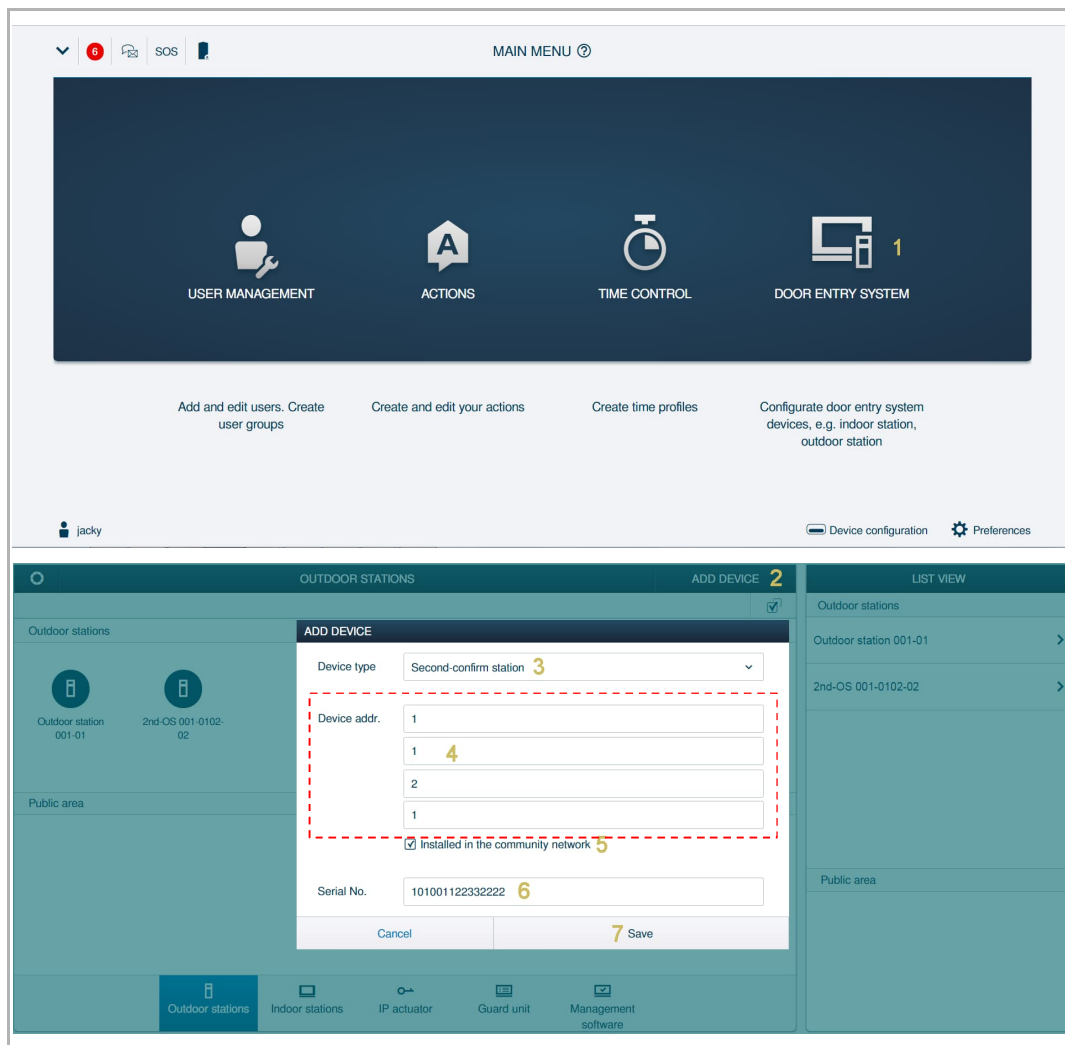 6
SOS
MAIN MENU ?
1
USER MANAGEMENT
A
ACTIONS
TIME CONTROL
DOOR ENTRY SYSTEM
Add and edit users. Create
user groups
Create and edit your actions
Create time profiles
Configurate door entry system
devices, e.g. indoor station,
outdoor station
jacky
Device configuration
Preferences
OUTDOOR STATIONS
ADD DEVICE 2
LIST VIEW
Outdoor stations
Outdoor station
001-01
2nd-OS 001-0102-
02
Public area
ADD DEVICE
Device type
Second-confirm station 3
Device addr.
1
1 4
2
1
Installed in the community network 5
Serial No.
101001122332222 6
Cancel
7 Save
Outdoor stations
Outdoor station 001-01
2nd-OS 001-0102-02
Public area
Outdoor stations
Indoor stations
IP actuator
Guard unit
Management
software